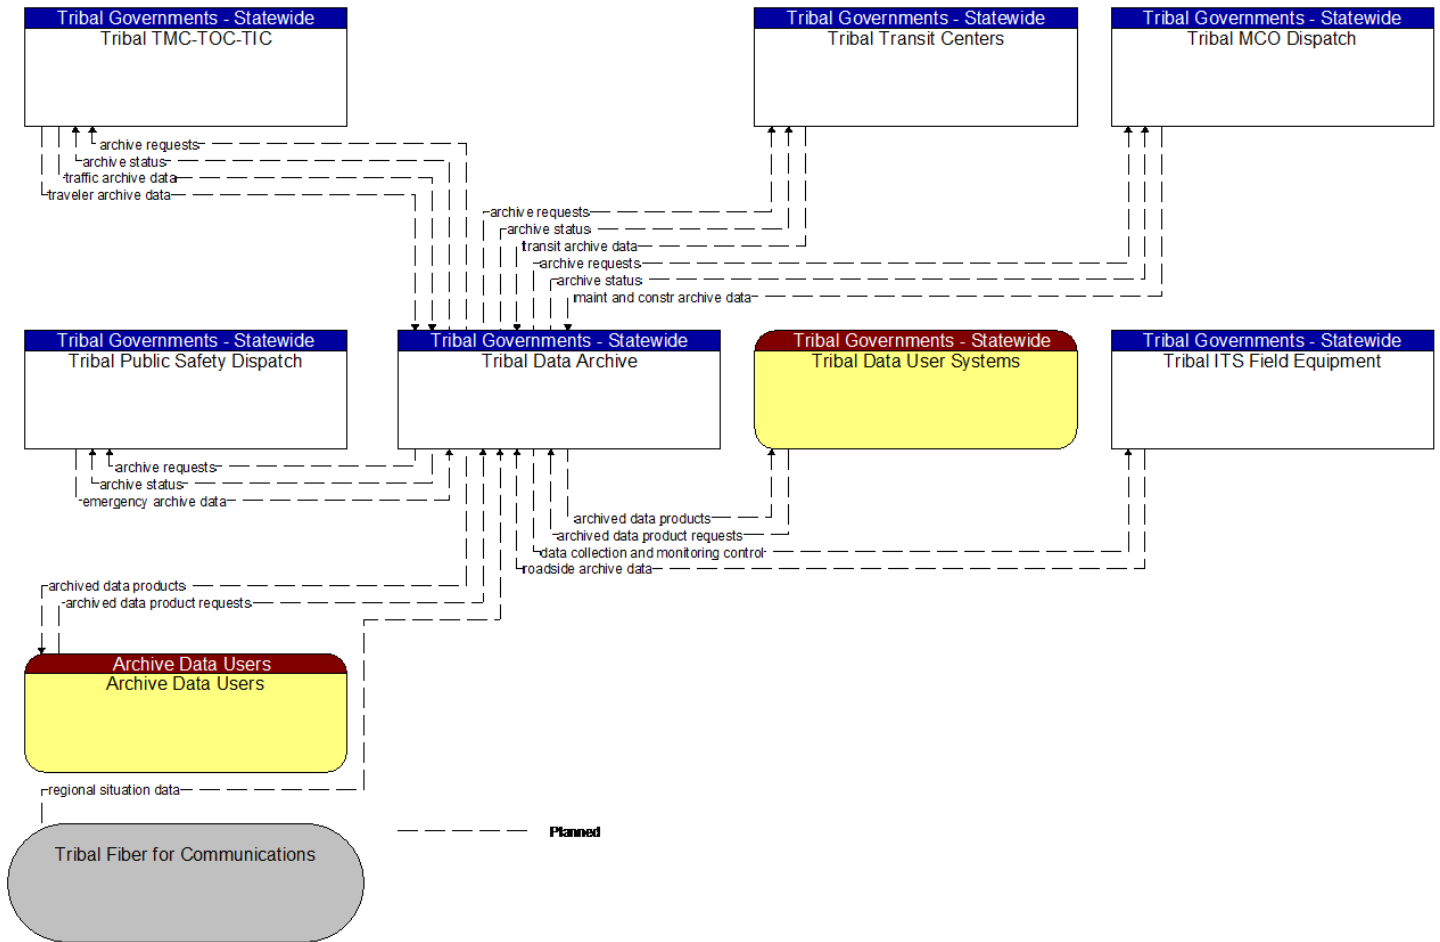 Tribal Governments - Statewide
Tribal TMC-TOC-TIC
Tribal Governments - Statewide
Tribal Transit Centers
Tribal Governments - Statewide
Tribal MCO Dispatch
archive requests
archive status
traffic archive data
traveler archive data
archive requests
archive status
transit archive data
archive requests
archive status
maint and constr archive data
Tribal Governments - Statewide
Tribal Public Safety Dispatch
Tribal Governments - Statewide
Tribal Data Archive
Tribal Governments - Statewide
Tribal Data User Systems
Tribal Governments - Statewide
Tribal ITS Field Equipment
archive requests
archive status
emergency archive data
archived data products
archived data product requests
data collection and monitoring control
roadside archive data
archived data products
archived data product requests
Archive Data Users
Archive Data Users
regional situation data
Tribal Fiber for Communications
Planned